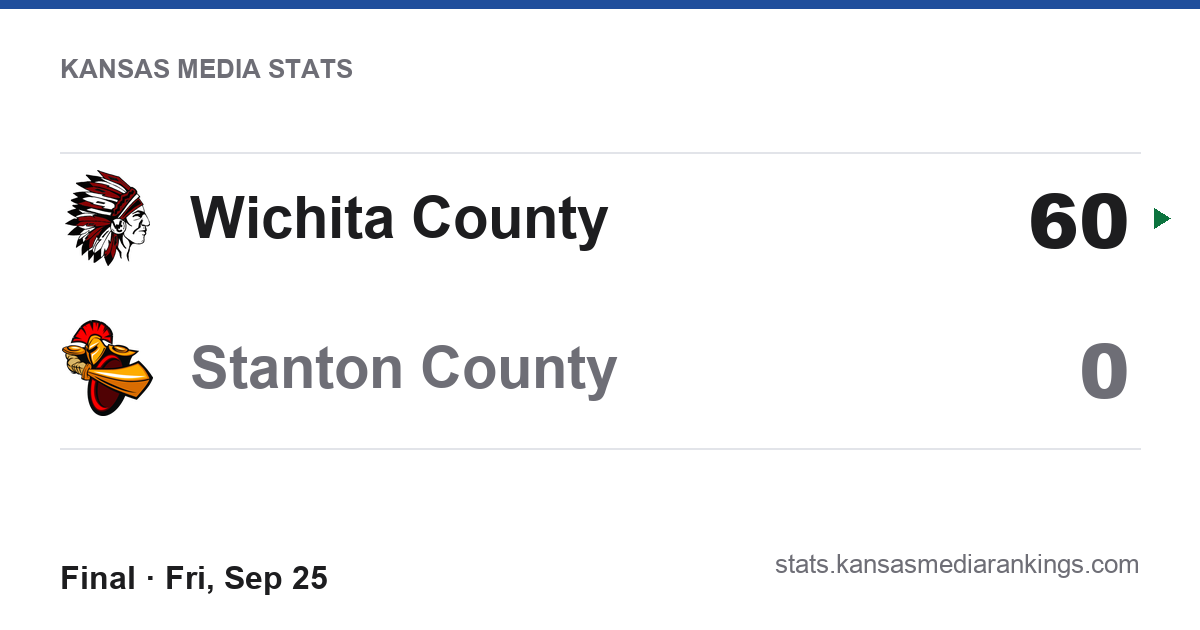 KANSAS MEDIA STATS
Wichita County 60
Stanton County 0
Final · Fri, Sep 25
stats.kansasmediarankings.com